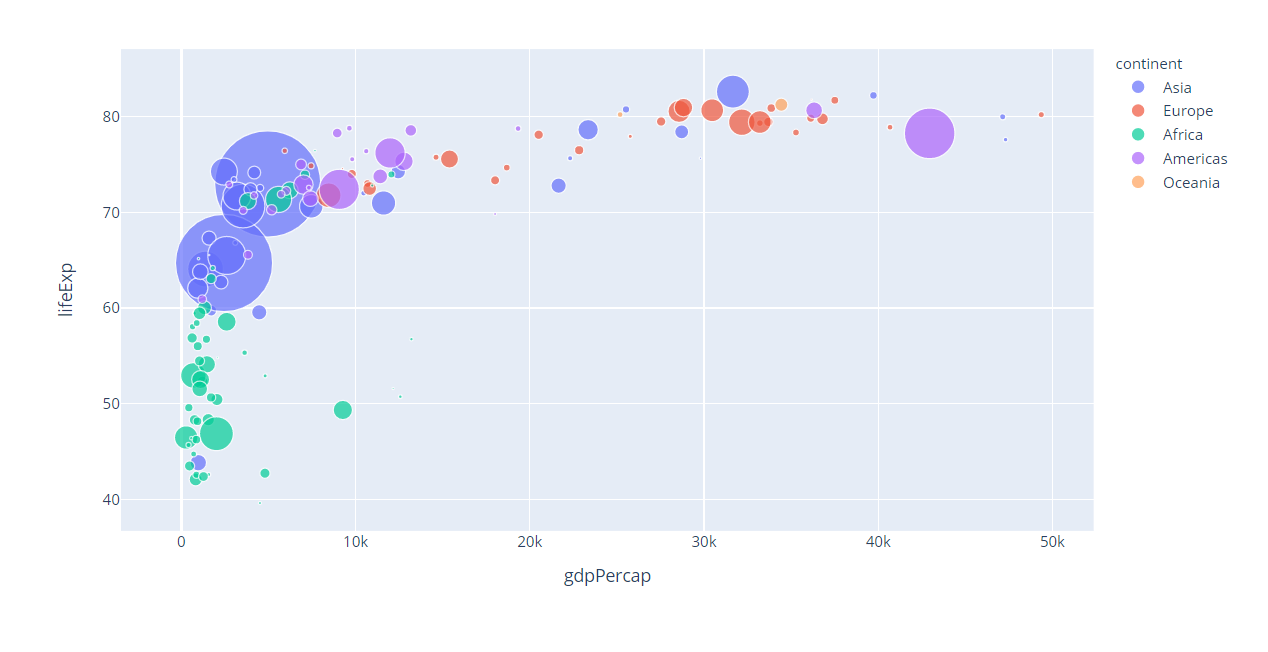 continent
Asia
Europe
Africa
Americas
Oceania
lifeExp
80
70
60
50
40
0
10k
20k
30k
40k
50k
gdpPercap